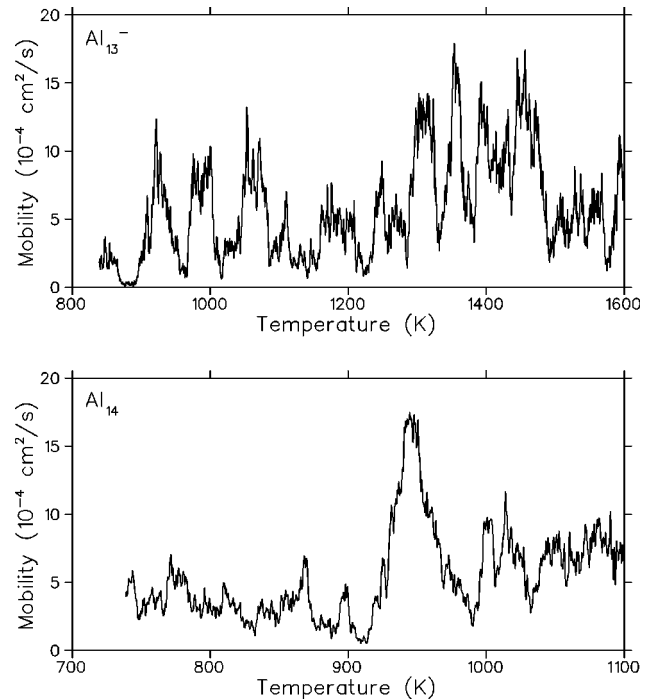 20
Al₁₃⁻
15
10
5
0
Mobility (10⁻⁴ cm²/s)
800 1000 1200 1400 1600
Temperature (K)
20
Al₁₄
15
10
5
0
Mobility (10⁻⁴ cm²/s)
700 800 900 1000 1100
Temperature (K)